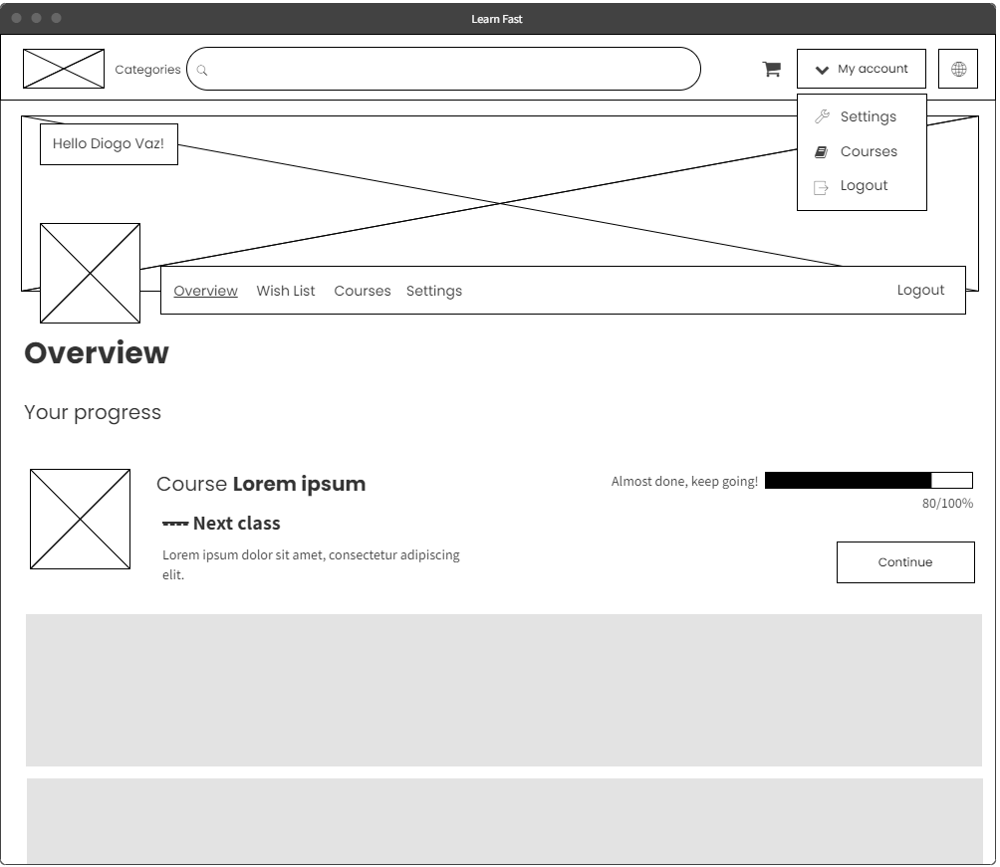 Learn Fast
Categories
My account
Settings
Courses
Logout
Hello Diogo Vaz!
Overview Wish List Courses Settings Logout
Overview
Your progress
Course Lorem ipsum
Next class
Lorem ipsum dolor sit amet, consectetur adipiscing
elit.
Almost done, keep going!
80/100%
Continue